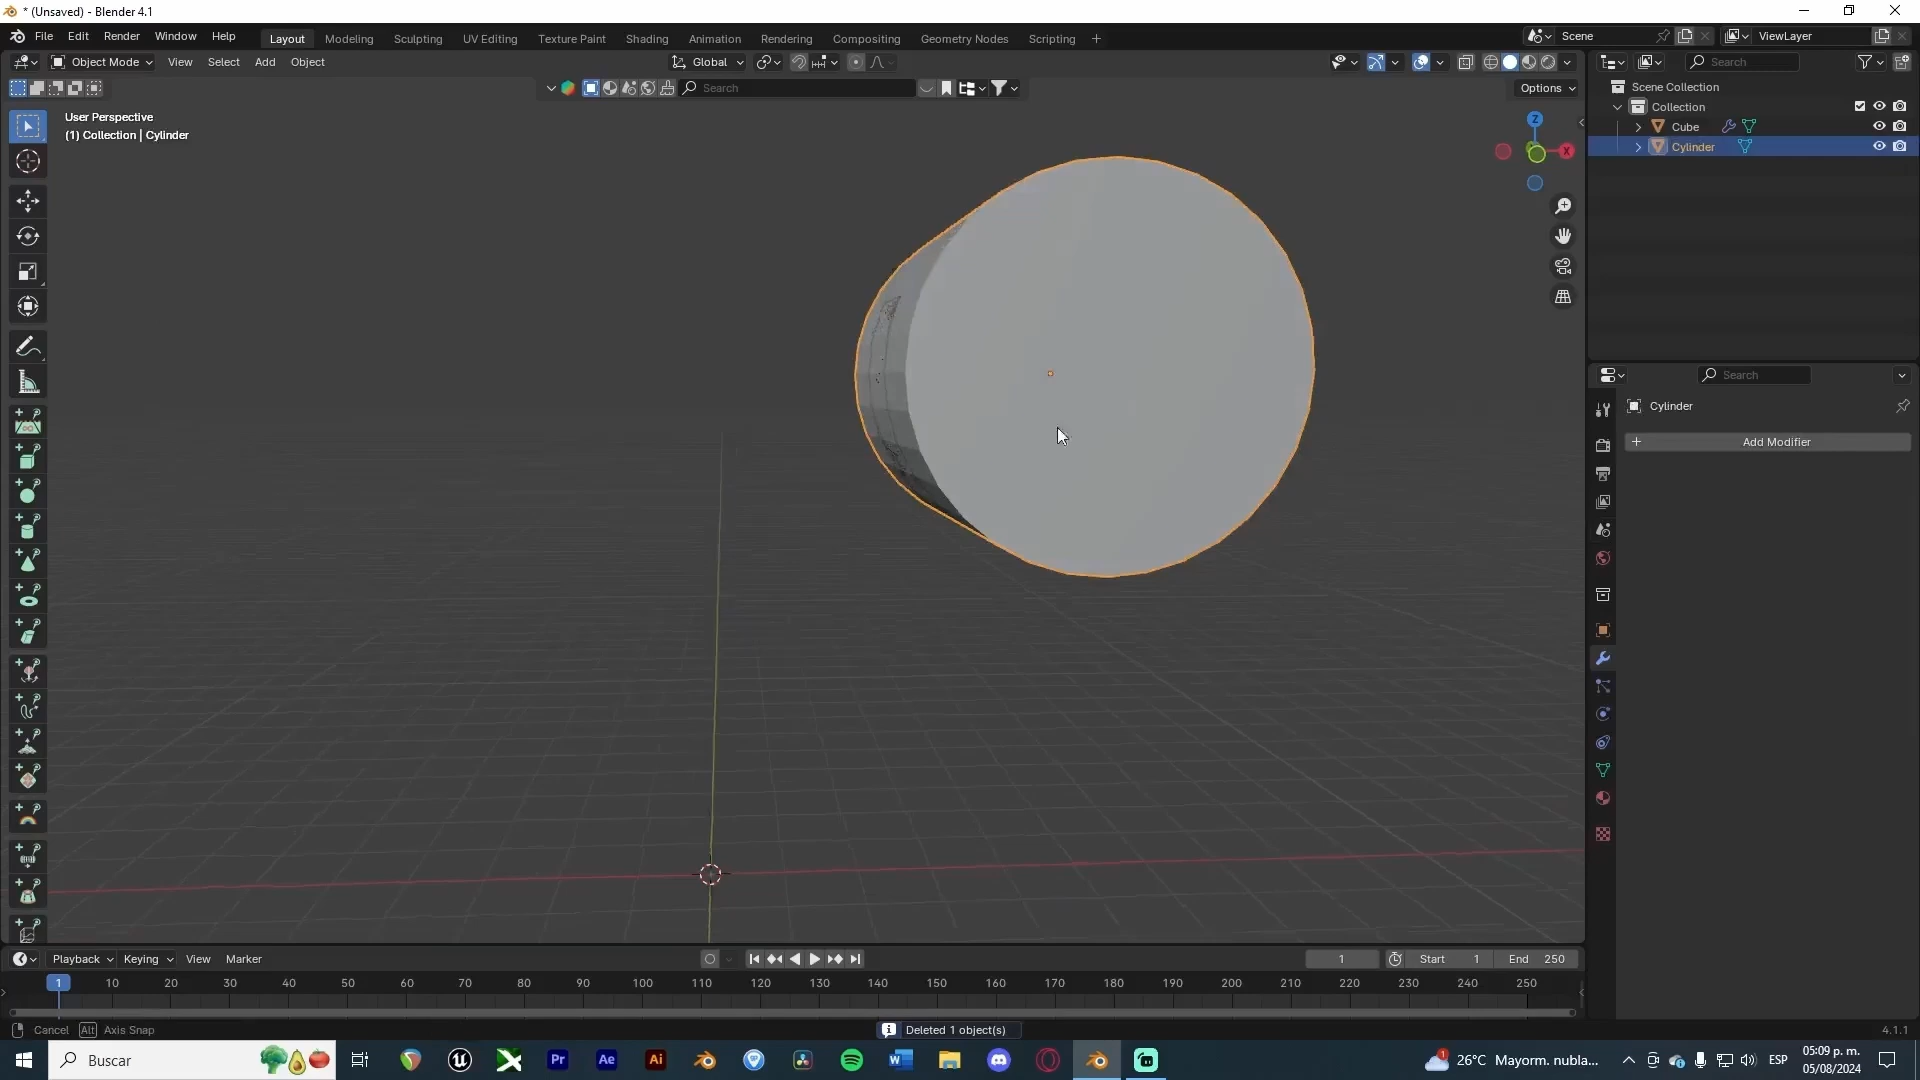 * (Unsaved) - Blender 4.1
File Edit Render Window Help
Layout Modeling Sculpting UV Editing Texture Paint Shading Animation Rendering Compositing Geometry Nodes Scripting +
Scene
ViewLayer
Object Mode View Select Add Object
Global
Search
Search
Options
User Perspective
(1) Collection | Cylinder
Z
X
Scene Collection
Collection
Cube
Cylinder
Search
Cylinder
+ Add Modifier
Playback Keying View Marker
1 Start 1 End 250
1 10 20 30 40 50 60 70 80 90 100 110 120 130 140 150 160 170 180 190 200 210 220 230 240 250
Cancel Alt Axis Snap
Deleted 1 object(s)
4.1.1
Buscar
Pr Ae Ai W
1 26°C Mayorm. nubla...
ESP
05:09 p. m.
05/08/2024